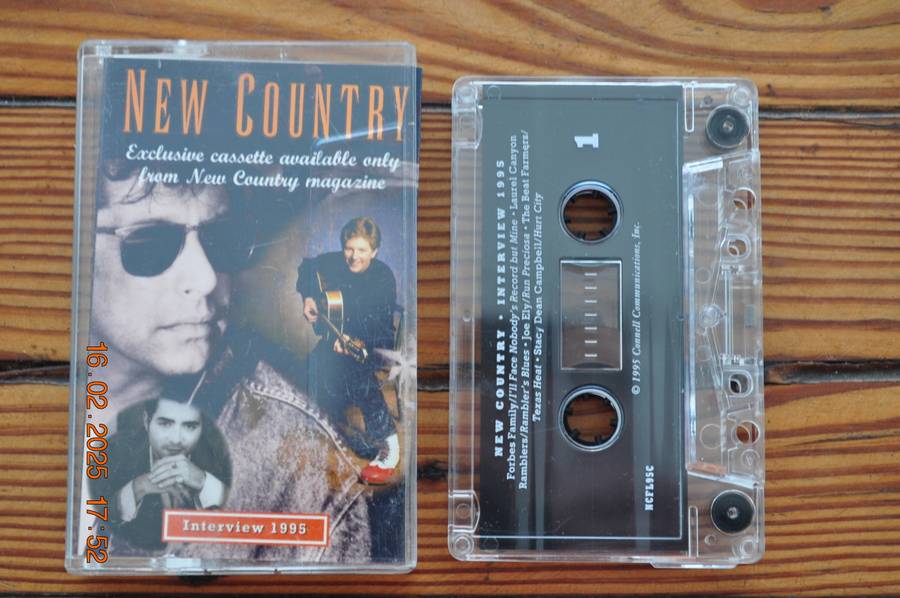 NEW COUNTRY
Exclusive cassette available only
from New Country magazine
Interview 1995
16.02.2025 17:52
1
NEW COUNTRY • INTERVIEW 1995
Forbes Family/I'll Face Nobody's Record but Mine • Laurel Canyon
Ramblers/Rambler's Blues • Joe Ely/Run Preciosa • The Beat Farmers/
Texas Heat • Stacy Dean Campbell/Hurt City
© 1995 Connell Communications, Inc.
NCFL95C